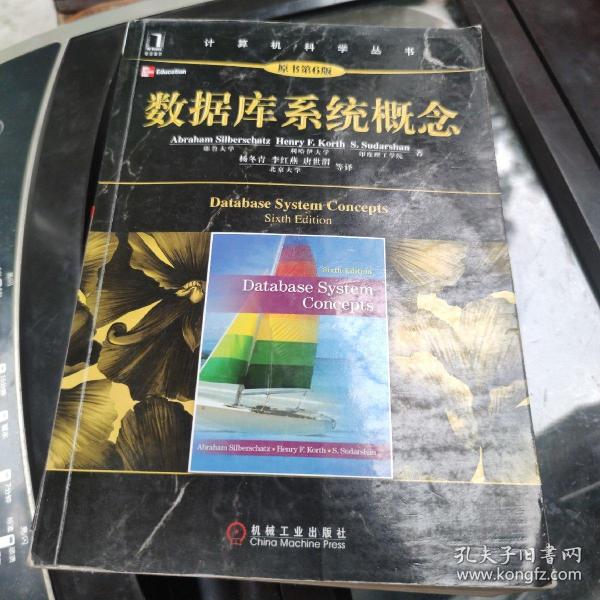 计算机科学丛书
Education
原书第6版
数据库系统概念
Abraham Silberschatz Henry F. Korth S. Sudarshan 著
耶鲁大学 利哈伊大学 印度理工学院
杨冬青 李红燕 唐世渭 等译
北京大学
Database System Concepts
Sixth Edition
Sixth Edition
Database System
Concepts
Abraham Silberschatz • Henry F. Korth • S. Sudarshan
机械工业出版社
China Machine Press
孔夫子旧书网
www.kongfz.com